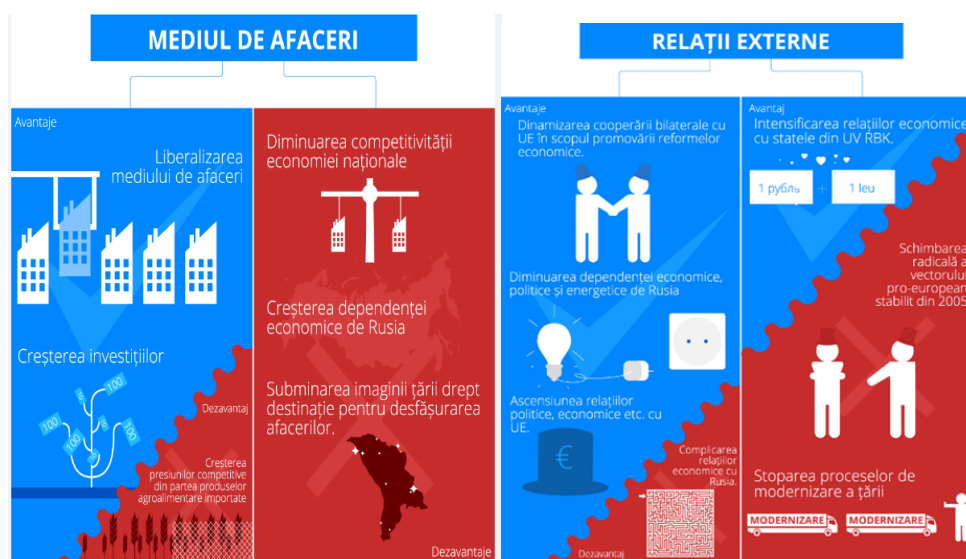 MEDIUL DE AFACERI
Avantaje
Liberalizarea
mediului de afaceri
Creșterea investițiilor
100
100
100
100
Dezavantaj
Creșterea
presiunilor competitive
din partea produselor
agroalimentare importate
Diminuarea competitivității
economiei naționale
Creșterea dependenței
economice de Rusia
Subminarea imaginii țării drept
destinație pentru desfășurarea
afacerilor.
Dezavantaje
RELAȚII EXTERNE
Avantaje
Dinamizarea cooperării bilaterale cu
UE în scopul promovării reformelor
economice.
Diminuarea dependenței economice,
politice și energetice de Rusia
Ascensiunea relațiilor
politice, economice etc. cu
UE.
€
Complicarea
relațiilor
economice cu
Rusia.
Dezavantaj
Avantaj
Intensificarea relațiilor economice
cu statele din UV RBK.
1 рубль + 1 leu
Schimbarea
radicală a
vectorului
pro-european
stabilit din 2005
Stoparea proceselor de
modernizare a țării
MODERNIZARE MODERNIZARE